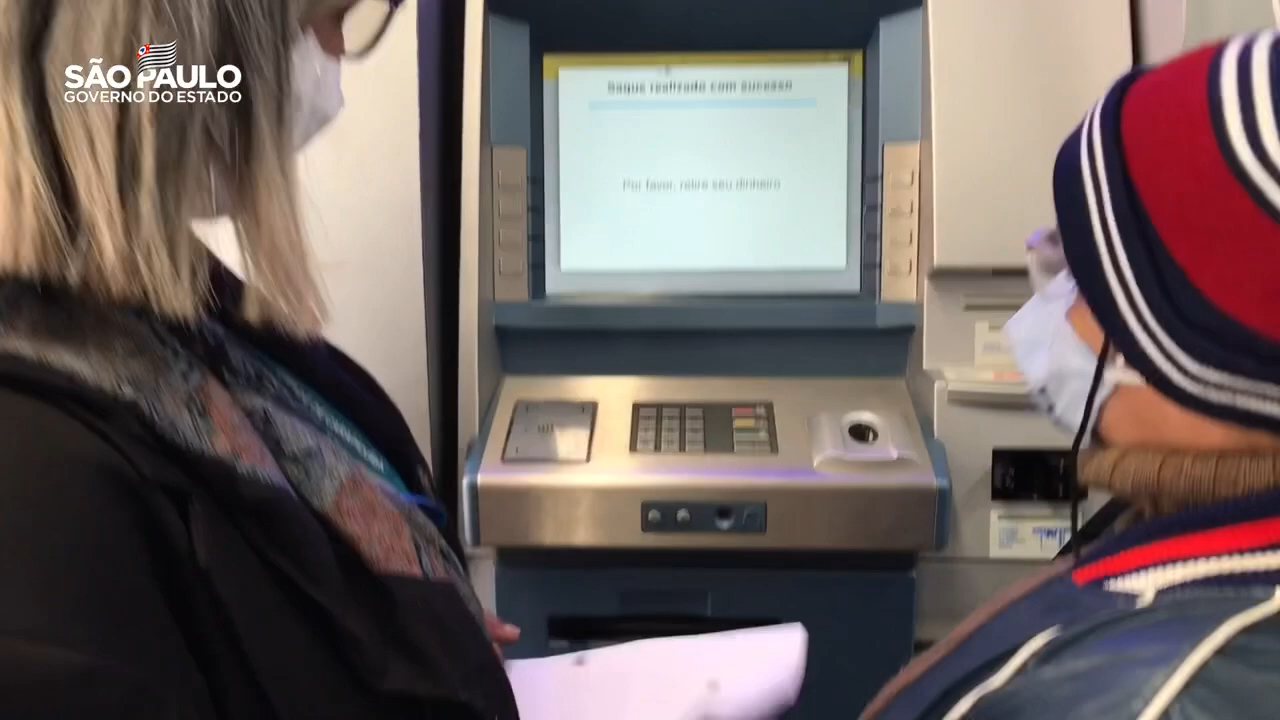 SÃO PAULO
GOVERNO DO ESTADO
Saque realizado com sucesso
Por favor, retire seu dinheiro